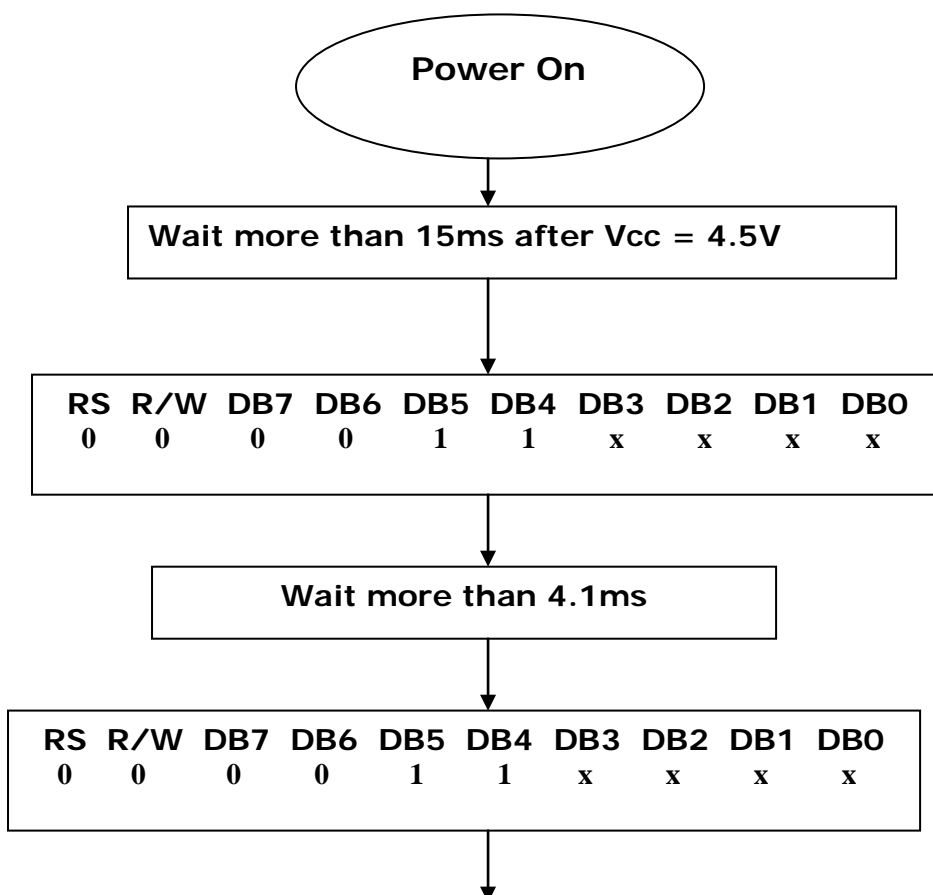 Power On
Wait more than 15ms after Vcc = 4.5V
RS R/W DB7 DB6 DB5 DB4 DB3 DB2 DB1 DB0
0 0 0 0 1 1 x x x x
Wait more than 4.1ms
RS R/W DB7 DB6 DB5 DB4 DB3 DB2 DB1 DB0
0 0 0 0 1 1 x x x x